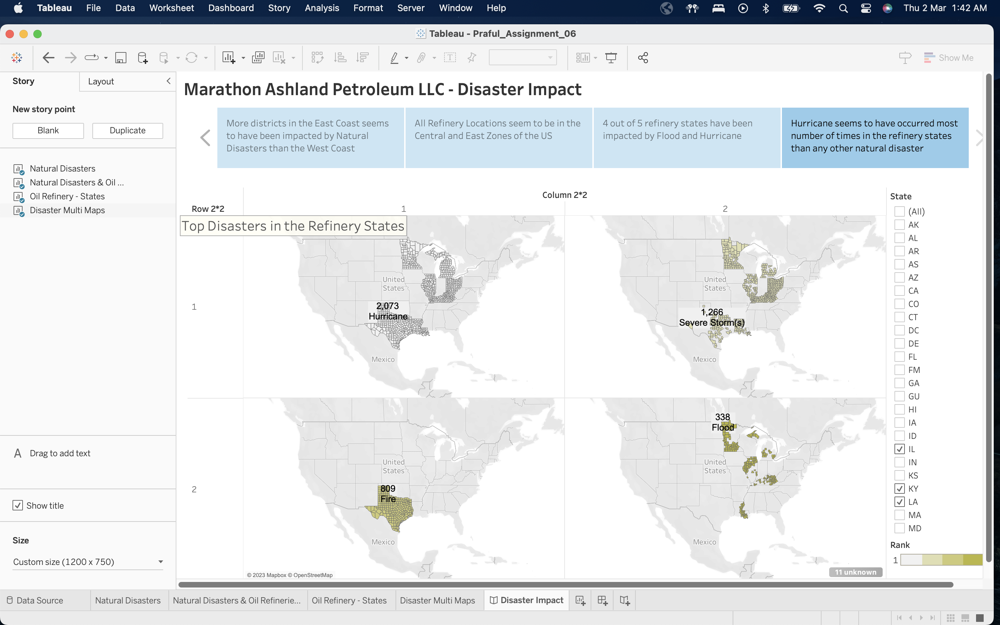 Tableau File Data Worksheet Dashboard Story Analysis Format Server Window Help Thu 2 Mar 1:42 AM
Tableau - Praful_Assignment_06
Show Me
Story Layout
New story point
Blank Duplicate
Natural Disasters
Natural Disasters & Oil ...
Oil Refinery - States
Disaster Multi Maps
A Drag to add text
Show title
Size
Custom size (1200 x 750)
Marathon Ashland Petroleum LLC - Disaster Impact
More districts in the East Coast seems
to have been impacted by Natural
Disasters than the West Coast
All Refinery Locations seem to be in the
Central and East Zones of the US
4 out of 5 refinery states have been
impacted by Flood and Hurricane
Hurricane seems to have occurred most
number of times in the refinery states
than any other natural disaster
Column 2*2
Row 2*2
1
2
Top Disasters in the Refinery States
1
United
States
2,073
Hurricane
Mexico
United
States
1,266
Severe Storm(s)
Mexico
2
United
States
809
Fire
Mexico
© 2023 Mapbox © OpenStreetMap
338
Flood
United
States
Mexico
11 unknown
State
(All)
AK
AL
AR
AS
AZ
CA
CO
CT
DC
DE
FL
FM
GA
GU
HI
IA
ID
IL
IN
KS
KY
LA
MA
MD
Rank
1
Data Source Natural Disasters Natural Disasters & Oil Refinerie... Oil Refinery - States Disaster Multi Maps Disaster Impact